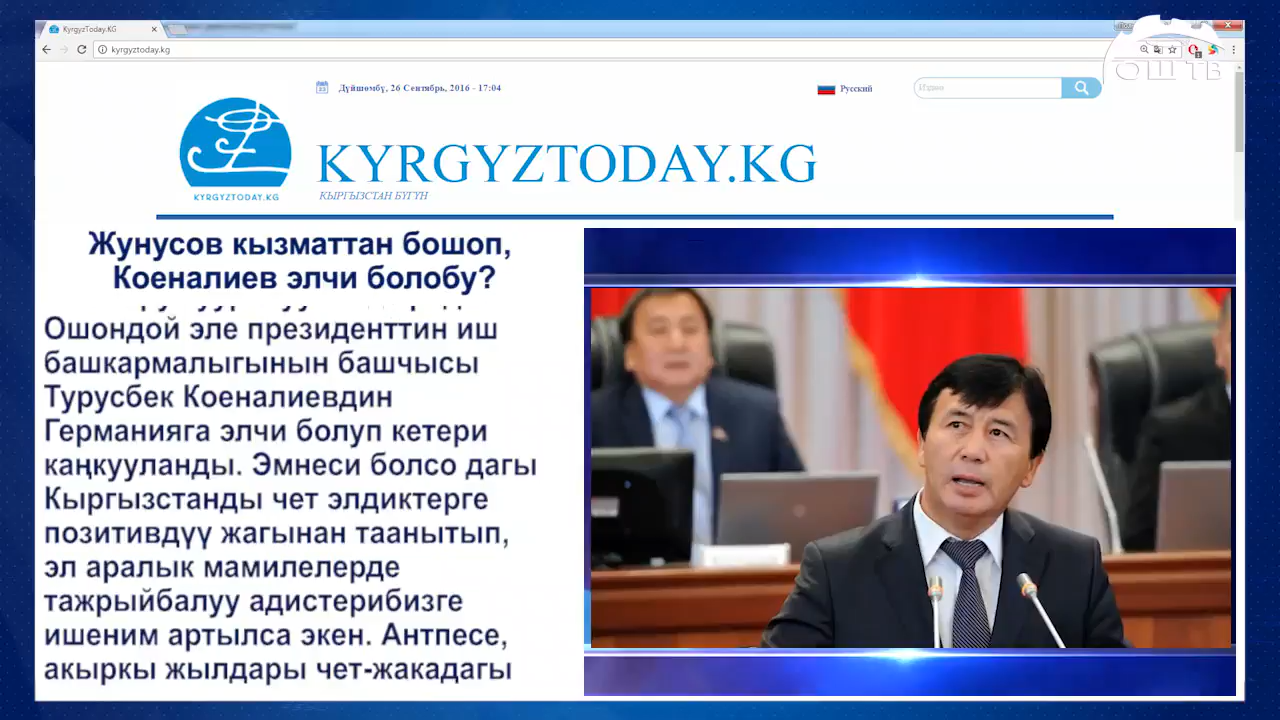 KyrgyzToday.KG
kyrgyztoday.kg
ОШ ТВ
Дүйшөмбү, 26 Сентябрь, 2016 - 17:04
Русский
Издөө
KYRGYZTODAY.KG
KYRGYZTODAY.KG
КЫРГЫЗСТАН БҮГҮН
Жунусов кызматтан бошоп,
Коеналиев элчи болобу?
Ошондой эле президенттин иш
башкармалыгынын башчысы
Турусбек Коеналиевдин
Германияга элчи болуп кетери
каңкууланды. Эмнеси болсо дагы
Кыргызстанды чет элдиктерге
позитивдүү жагынан таанытып,
эл аралык мамилелерде
тажрыйбалуу адистерибизге
ишеним артылса экен. Антпесе,
акыркы жылдары чет-жакадагы